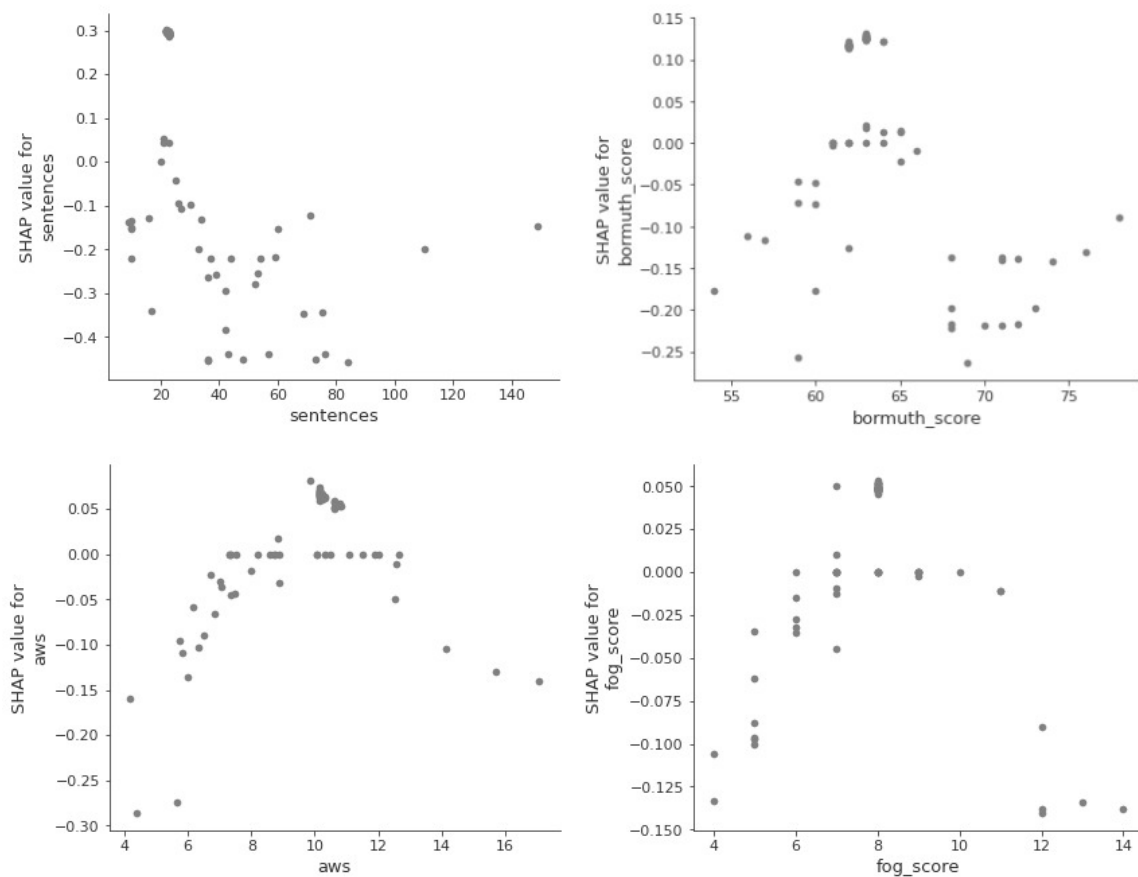 0.3
0.2
0.1
0.0
−0.1
−0.2
−0.3
−0.4
SHAP value for
sentences
20 40 60 80 100 120 140
sentences
0.15
0.10
0.05
0.00
−0.05
−0.10
−0.15
−0.20
−0.25
SHAP value for
bormuth_score
55 60 65 70 75
bormuth_score
0.05
0.00
−0.05
−0.10
−0.15
−0.20
−0.25
−0.30
SHAP value for
aws
4 6 8 10 12 14 16
aws
0.050
0.025
0.000
−0.025
−0.050
−0.075
−0.100
−0.125
−0.150
SHAP value for
fog_score
4 6 8 10 12 14
fog_score